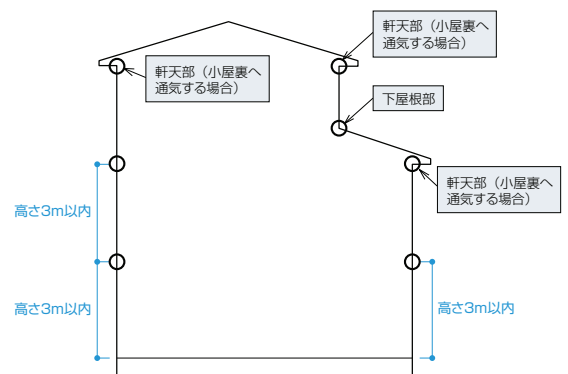 軒天部（小屋裏へ
通気する場合）
軒天部（小屋裏へ
通気する場合）
下屋根部
軒天部（小屋裏へ
通気する場合）
高さ3m以内
高さ3m以内
高さ3m以内